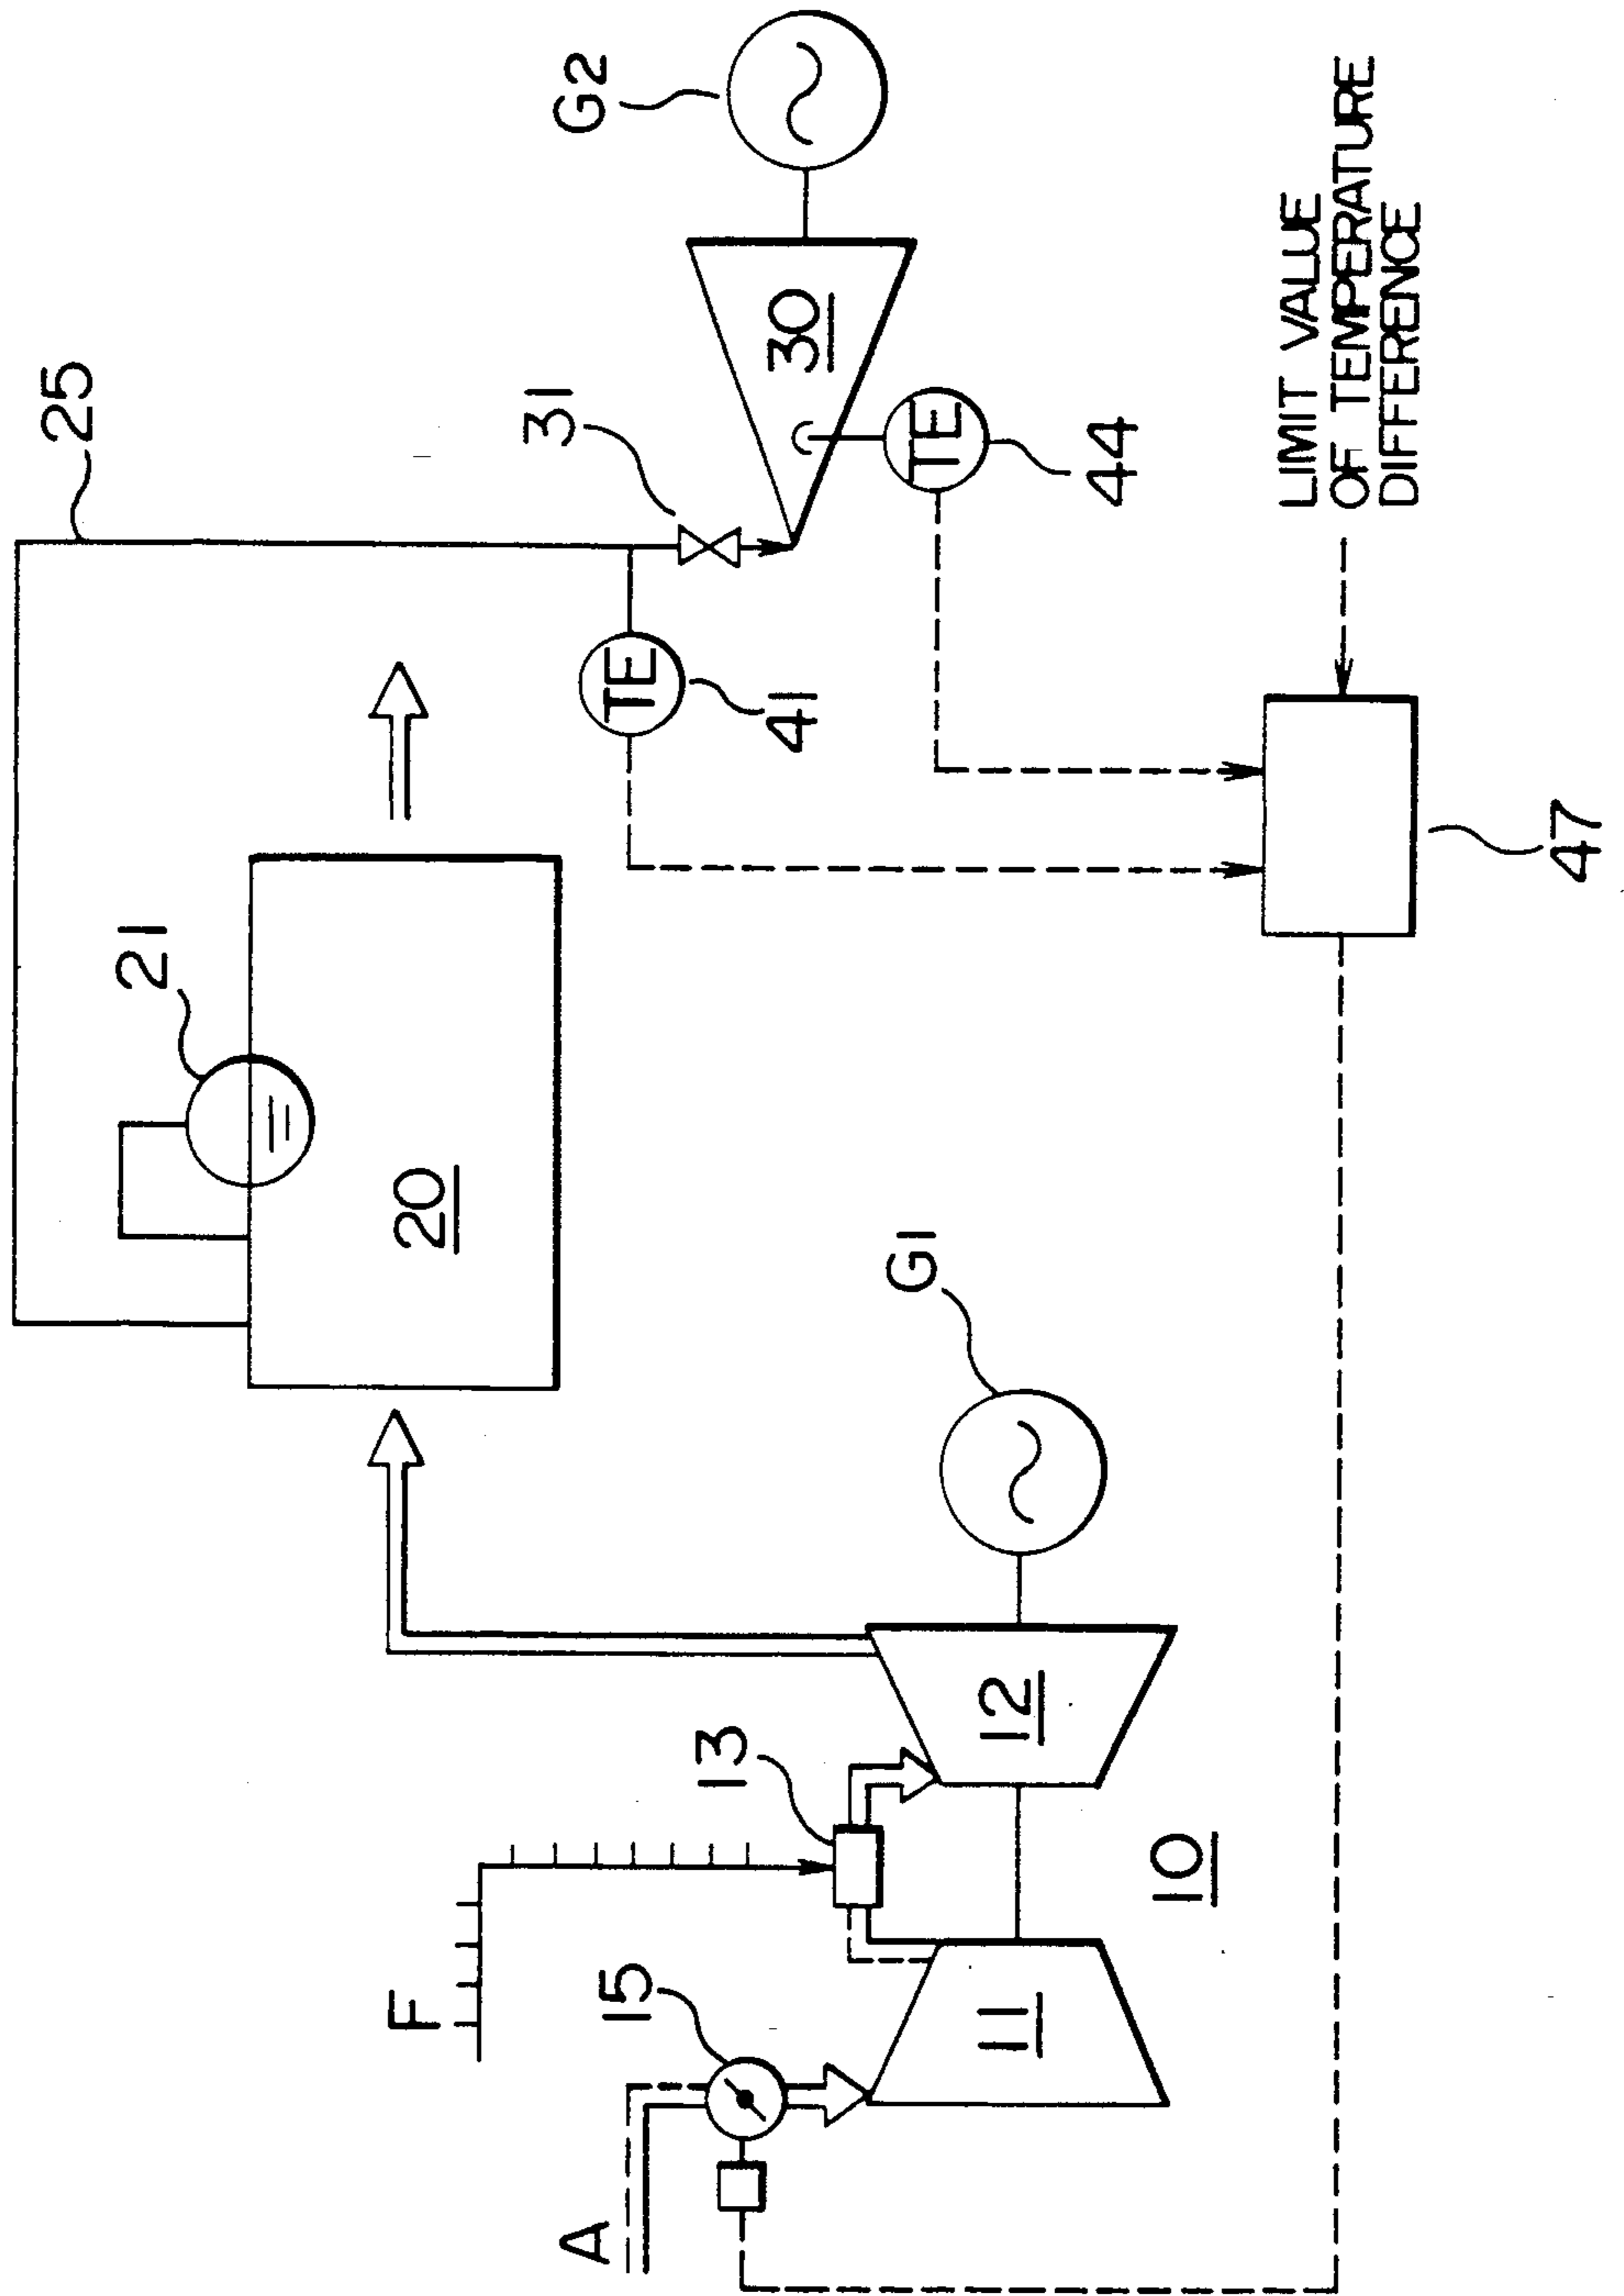 25
21
20
G2
31
30
TE
41
TE
44
LIMIT VALUE
OF TEMPERATURE
DIFFERENCE
47
G1
F
13
12
15
11
10
A